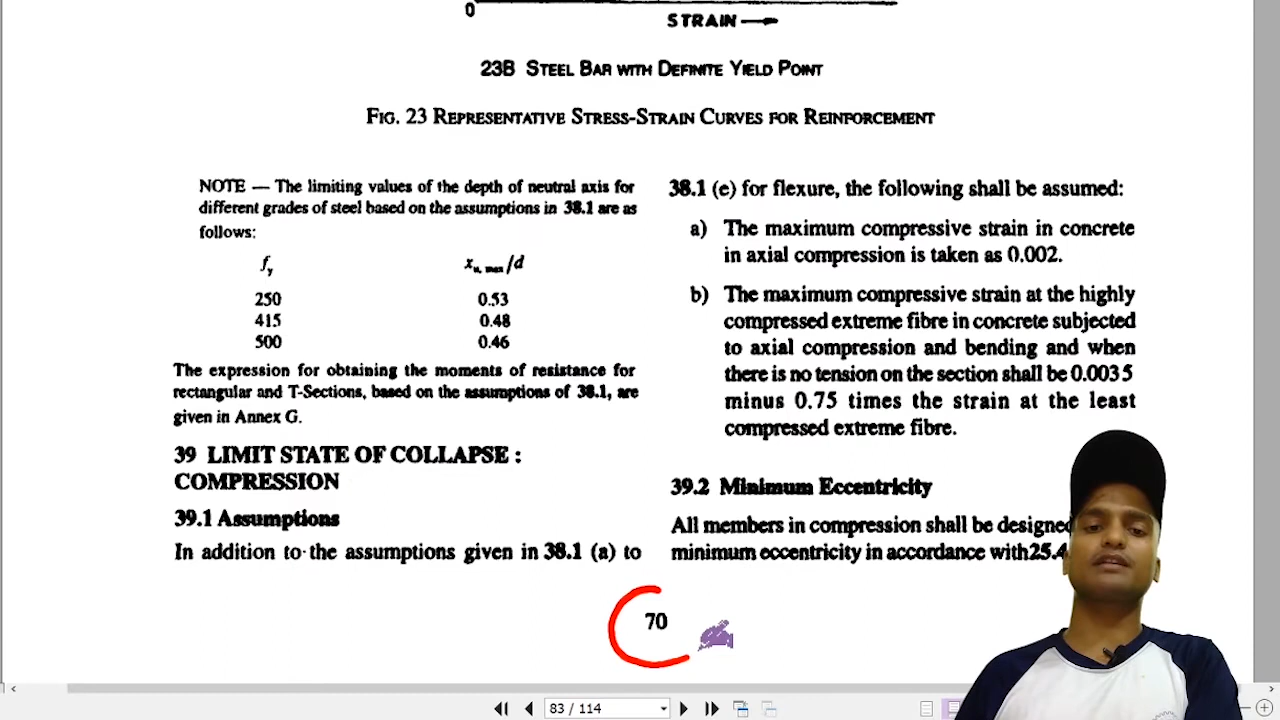 0
STRAIN
23B STEEL BAR WITH DEFINITE YIELD POINT
FIG. 23 REPRESENTATIVE STRESS-STRAIN CURVES FOR REINFORCEMENT
NOTE — The limiting values of the depth of neutral axis for
different grades of steel based on the assumptions in 38.1 are as
follows:
fy xu, max/d
250 0.53
415 0.48
500 0.46
The expression for obtaining the moments of resistance for
rectangular and T-Sections, based on the assumptions of 38.1, are
given in Annex G.
39 LIMIT STATE OF COLLAPSE :
COMPRESSION
39.1 Assumptions
In addition to the assumptions given in 38.1 (a) to
38.1 (e) for flexure, the following shall be assumed:
a) The maximum compressive strain in concrete
in axial compression is taken as 0.002.
b) The maximum compressive strain at the highly
compressed extreme fibre in concrete subjected
to axial compression and bending and when
there is no tension on the section shall be 0.0035
minus 0.75 times the strain at the least
compressed extreme fibre.
39.2 Minimum Eccentricity
All members in compression shall be designed
minimum eccentricity in accordance with 25.4
70
83 / 114